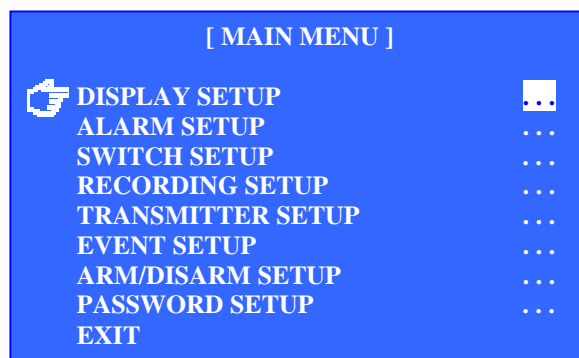 [ MAIN MENU ]
DISPLAY SETUP ...
ALARM SETUP ...
SWITCH SETUP ...
RECORDING SETUP ...
TRANSMITTER SETUP ...
EVENT SETUP ...
ARM/DISARM SETUP ...
PASSWORD SETUP ...
EXIT